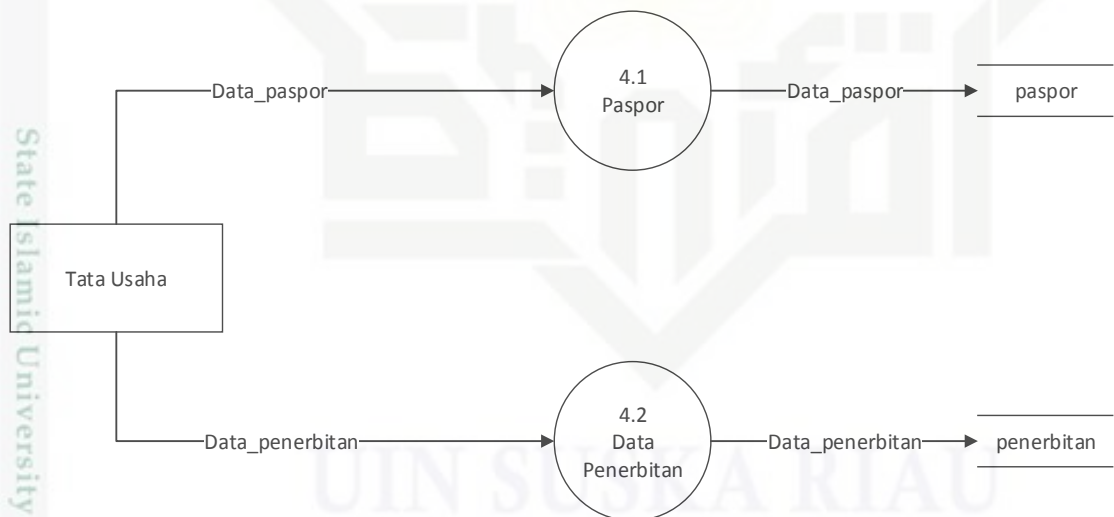 4.1
Paspor
Data_paspor
Data_paspor
paspor
State Islamic University
Tata Usaha
4.2
Data
Penerbitan
Data_penerbitan
Data_penerbitan
penerbitan
UIN SUSKA RIAU